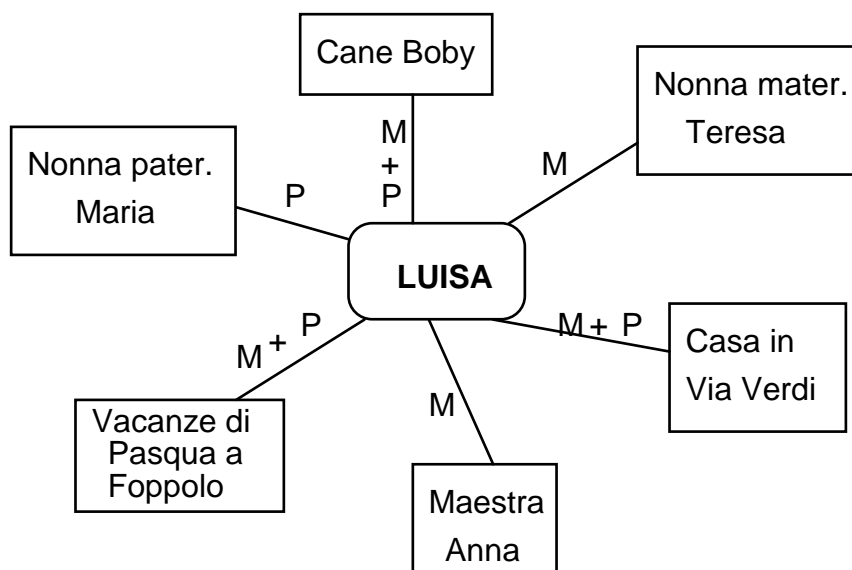 Cane Boby
Nonna mater.
Teresa
Nonna pater.
Maria
M
+
P
M
P
LUISA
M + P
Casa in
Via Verdi
M + P
M
Vacanze di
Pasqua a
Foppolo
Maestra
Anna